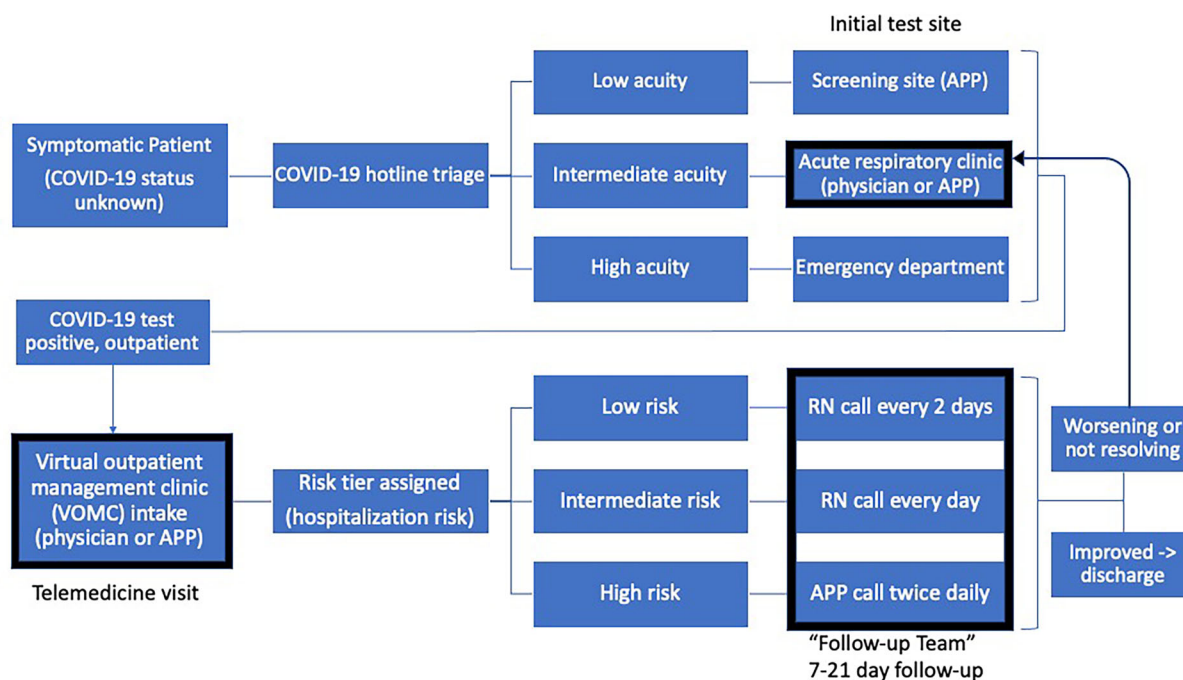 Initial test site
Low acuity
Screening site (APP)
Symptomatic Patient
(COVID-19 status
unknown)
COVID-19 hotline triage
Intermediate acuity
Acute respiratory clinic
(physician or APP)
High acuity
Emergency department
COVID-19 test
positive, outpatient
Low risk
RN call every 2 days
Worsening or
not resolving
Virtual outpatient
management clinic
(VOMC) intake
(physician or APP)
Telemedicine visit
Risk tier assigned
(hospitalization risk)
Intermediate risk
RN call every day
Improved ->
discharge
High risk
APP call twice daily
“Follow-up Team”
7-21 day follow-up